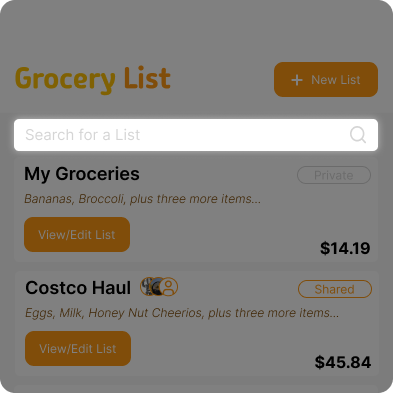 Grocery List
+ New List
Search for a List
My Groceries
Private
Bananas, Broccoli, plus three more items...
View/Edit List
$14.19
Costco Haul
Shared
Eggs, Milk, Honey Nut Cheerios, plus three more items...
View/Edit List
$45.84